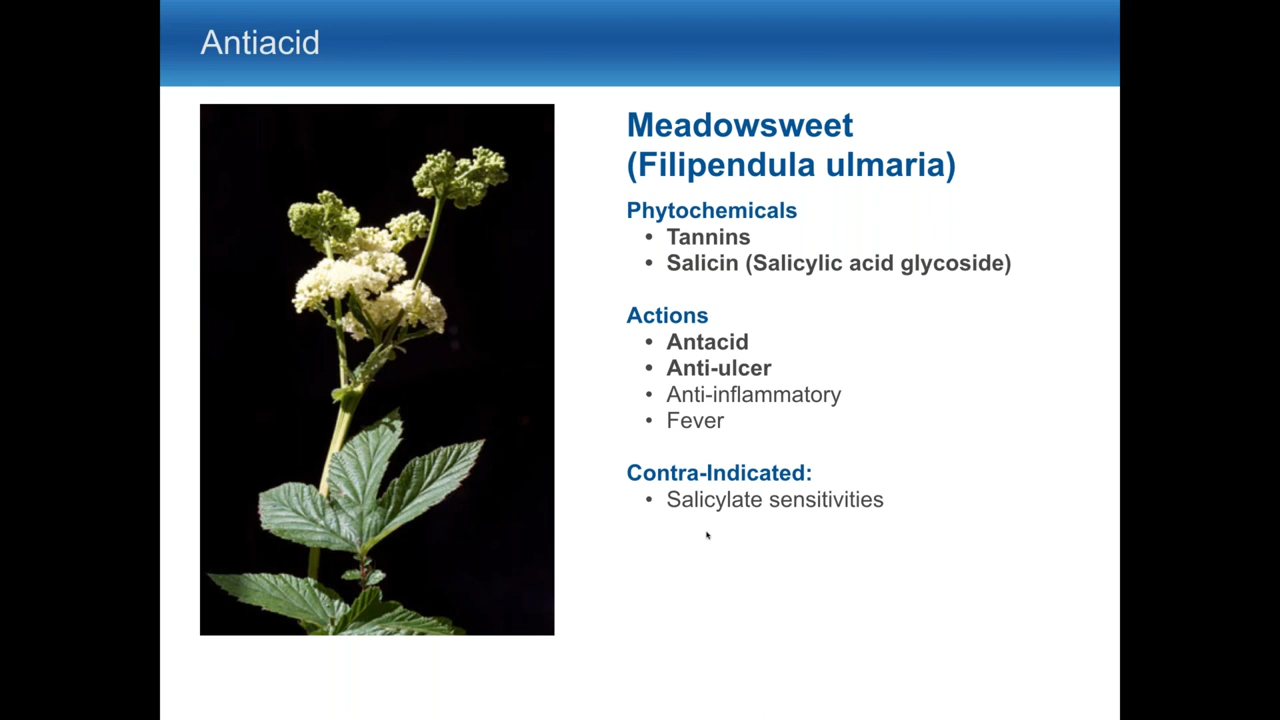 Antiacid
Meadowsweet
(Filipendula ulmaria)
Phytochemicals
• Tannins
• Salicin (Salicylic acid glycoside)
Actions
• Antacid
• Anti-ulcer
• Anti-inflammatory
• Fever
Contra-Indicated:
• Salicylate sensitivities